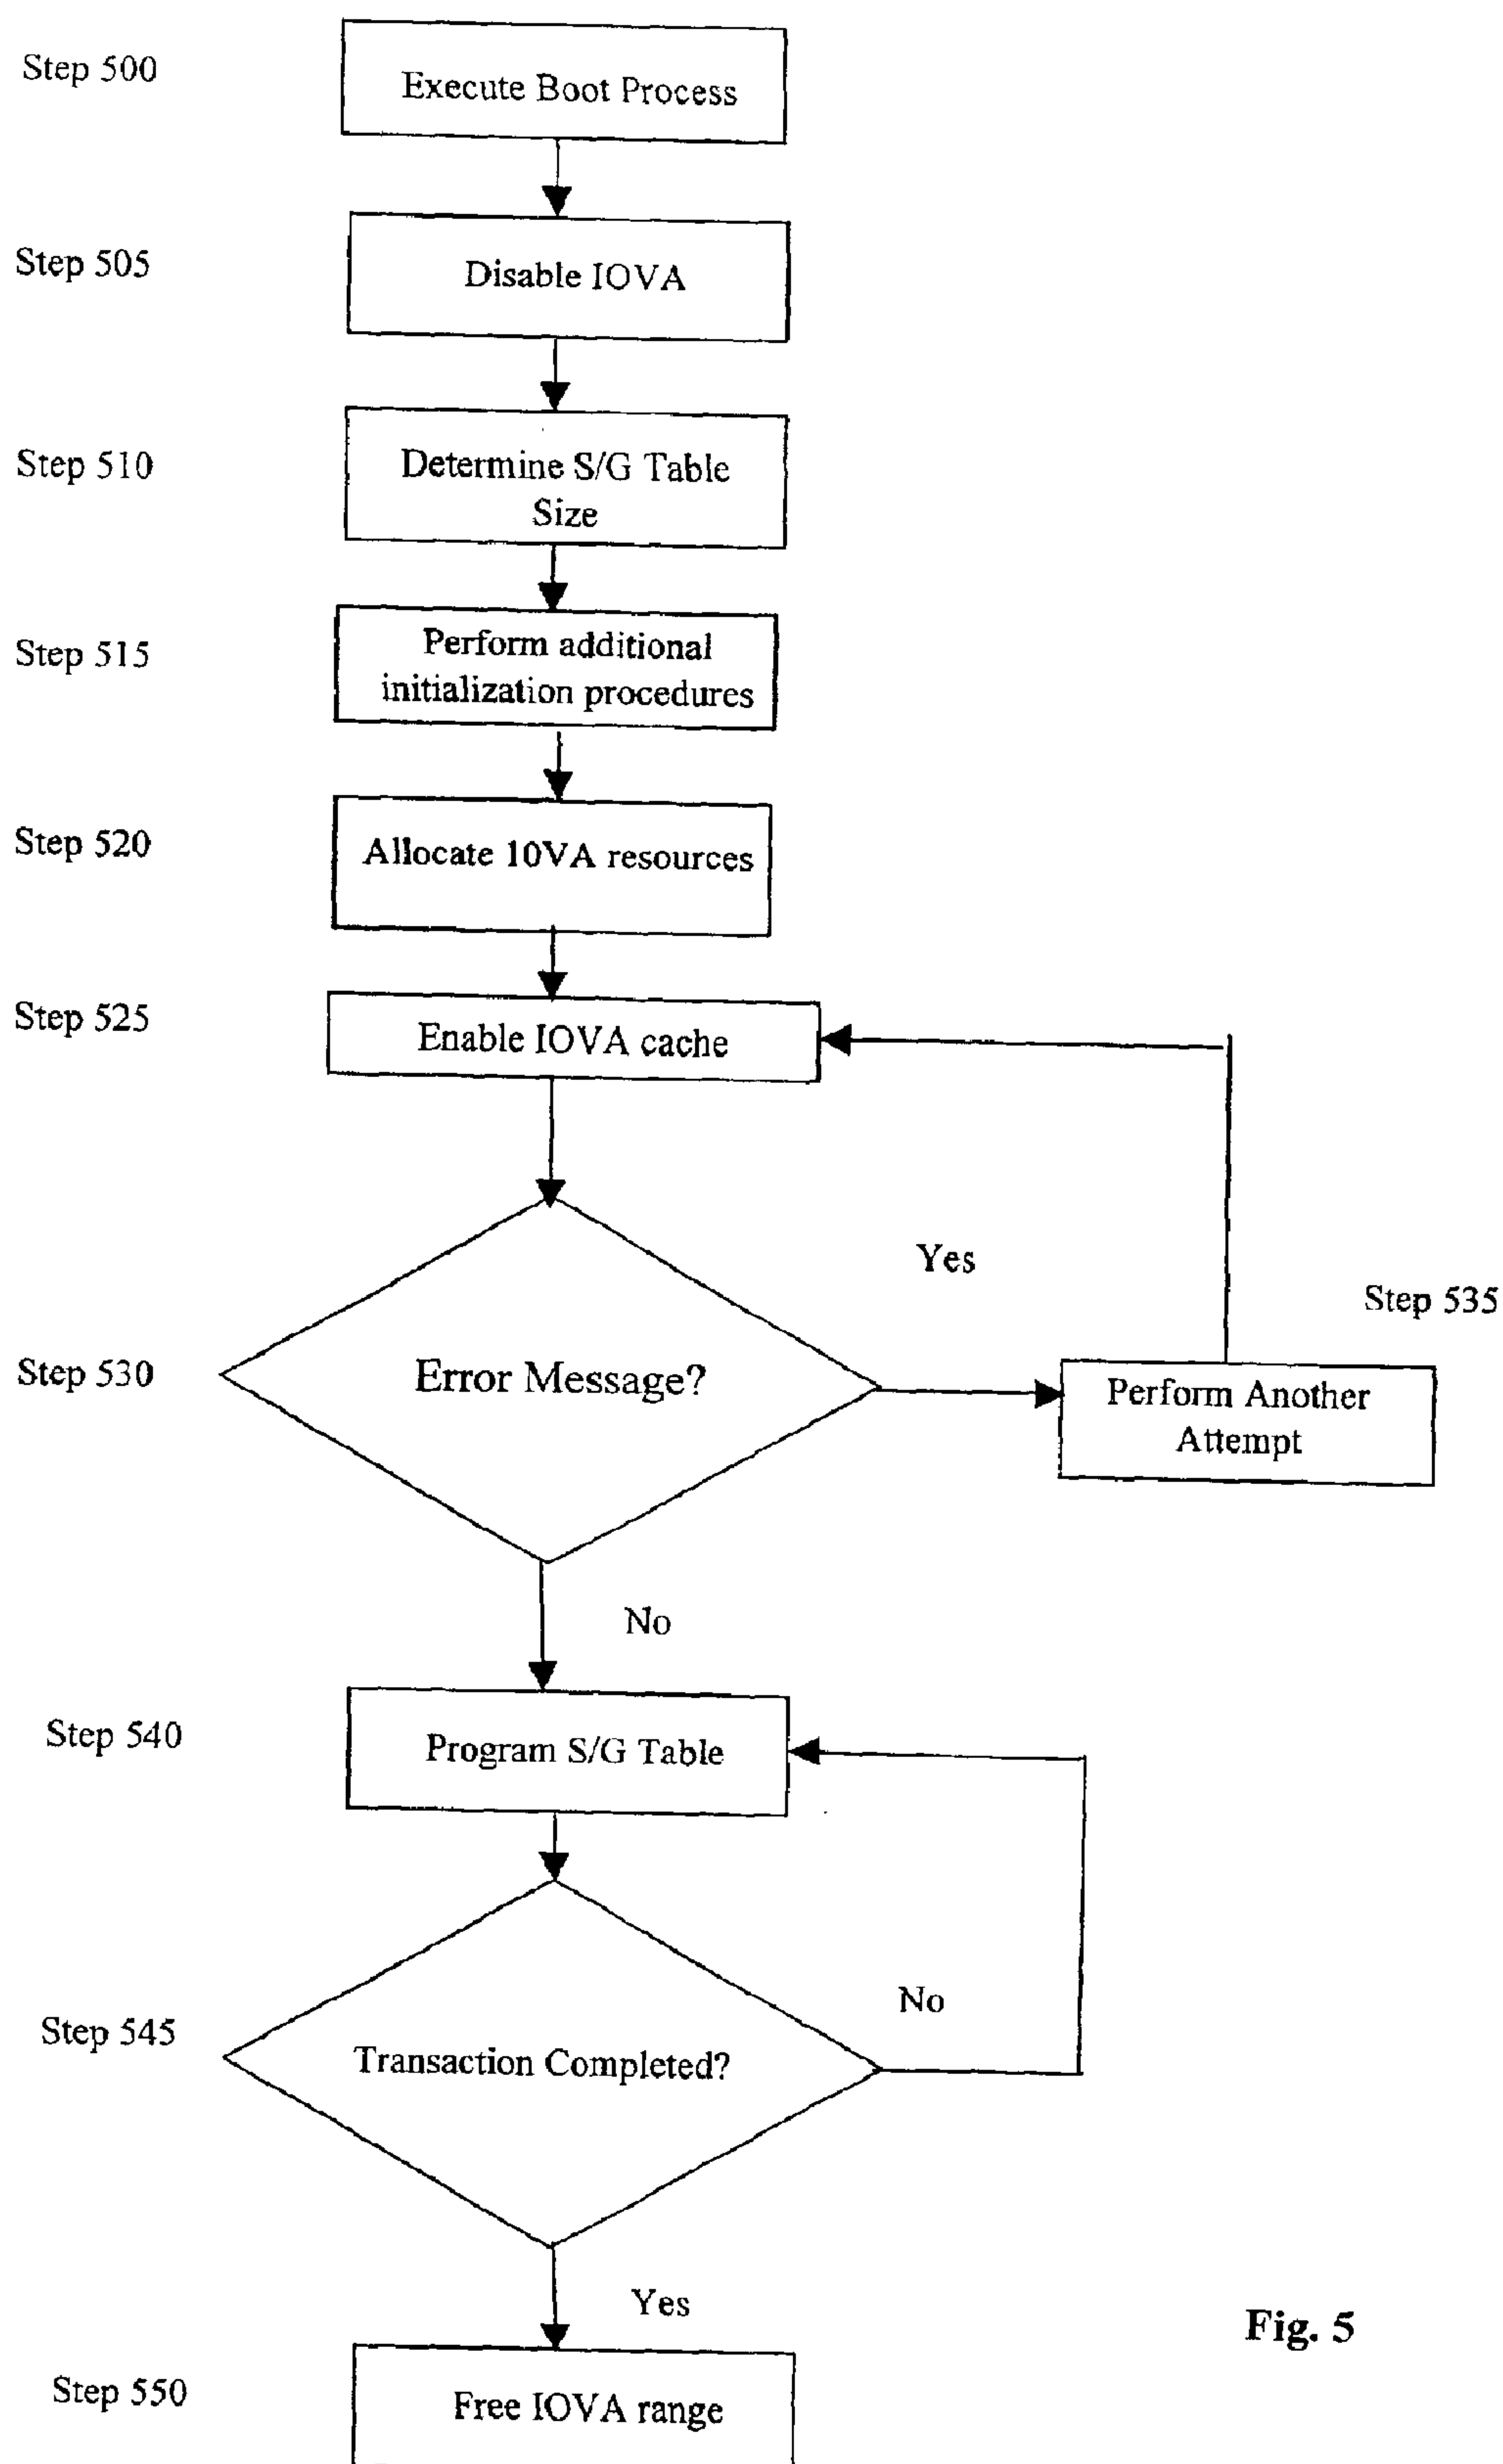 Step 500
Execute Boot Process
Step 505
Disable IOVA
Step 510
Determine S/G Table
Size
Step 515
Perform additional
initialization procedures
Step 520
Allocate 10VA resources
Step 525
Enable IOVA cache
Yes
Step 535
Step 530
Error Message?
Perform Another
Attempt
No
Step 540
Program S/G Table
No
Step 545
Transaction Completed?
Yes
Fig. 5
Step 550
Free IOVA range